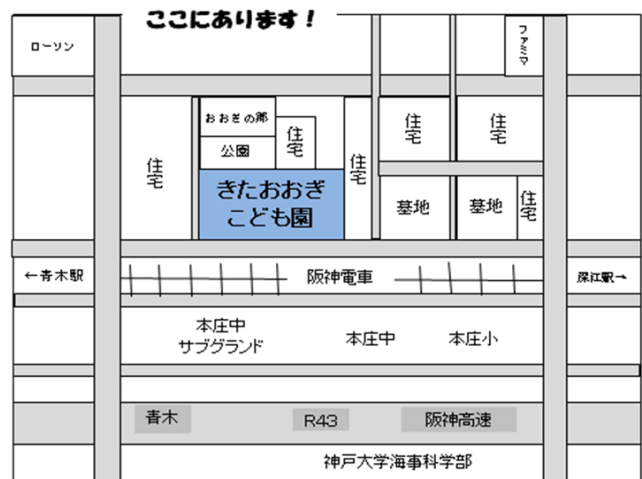 ここにあります!
ローソン
ファミマ
おおぎの郷
公園
住宅
住宅
住宅
住宅
住宅
きたおおぎ
こども園
墓地
墓地
住宅
←青木駅
阪神電車
深江駅→
本庄中
サブグランド
本庄中
本庄小
青木
R43
阪神高速
神戸大学海事科学部